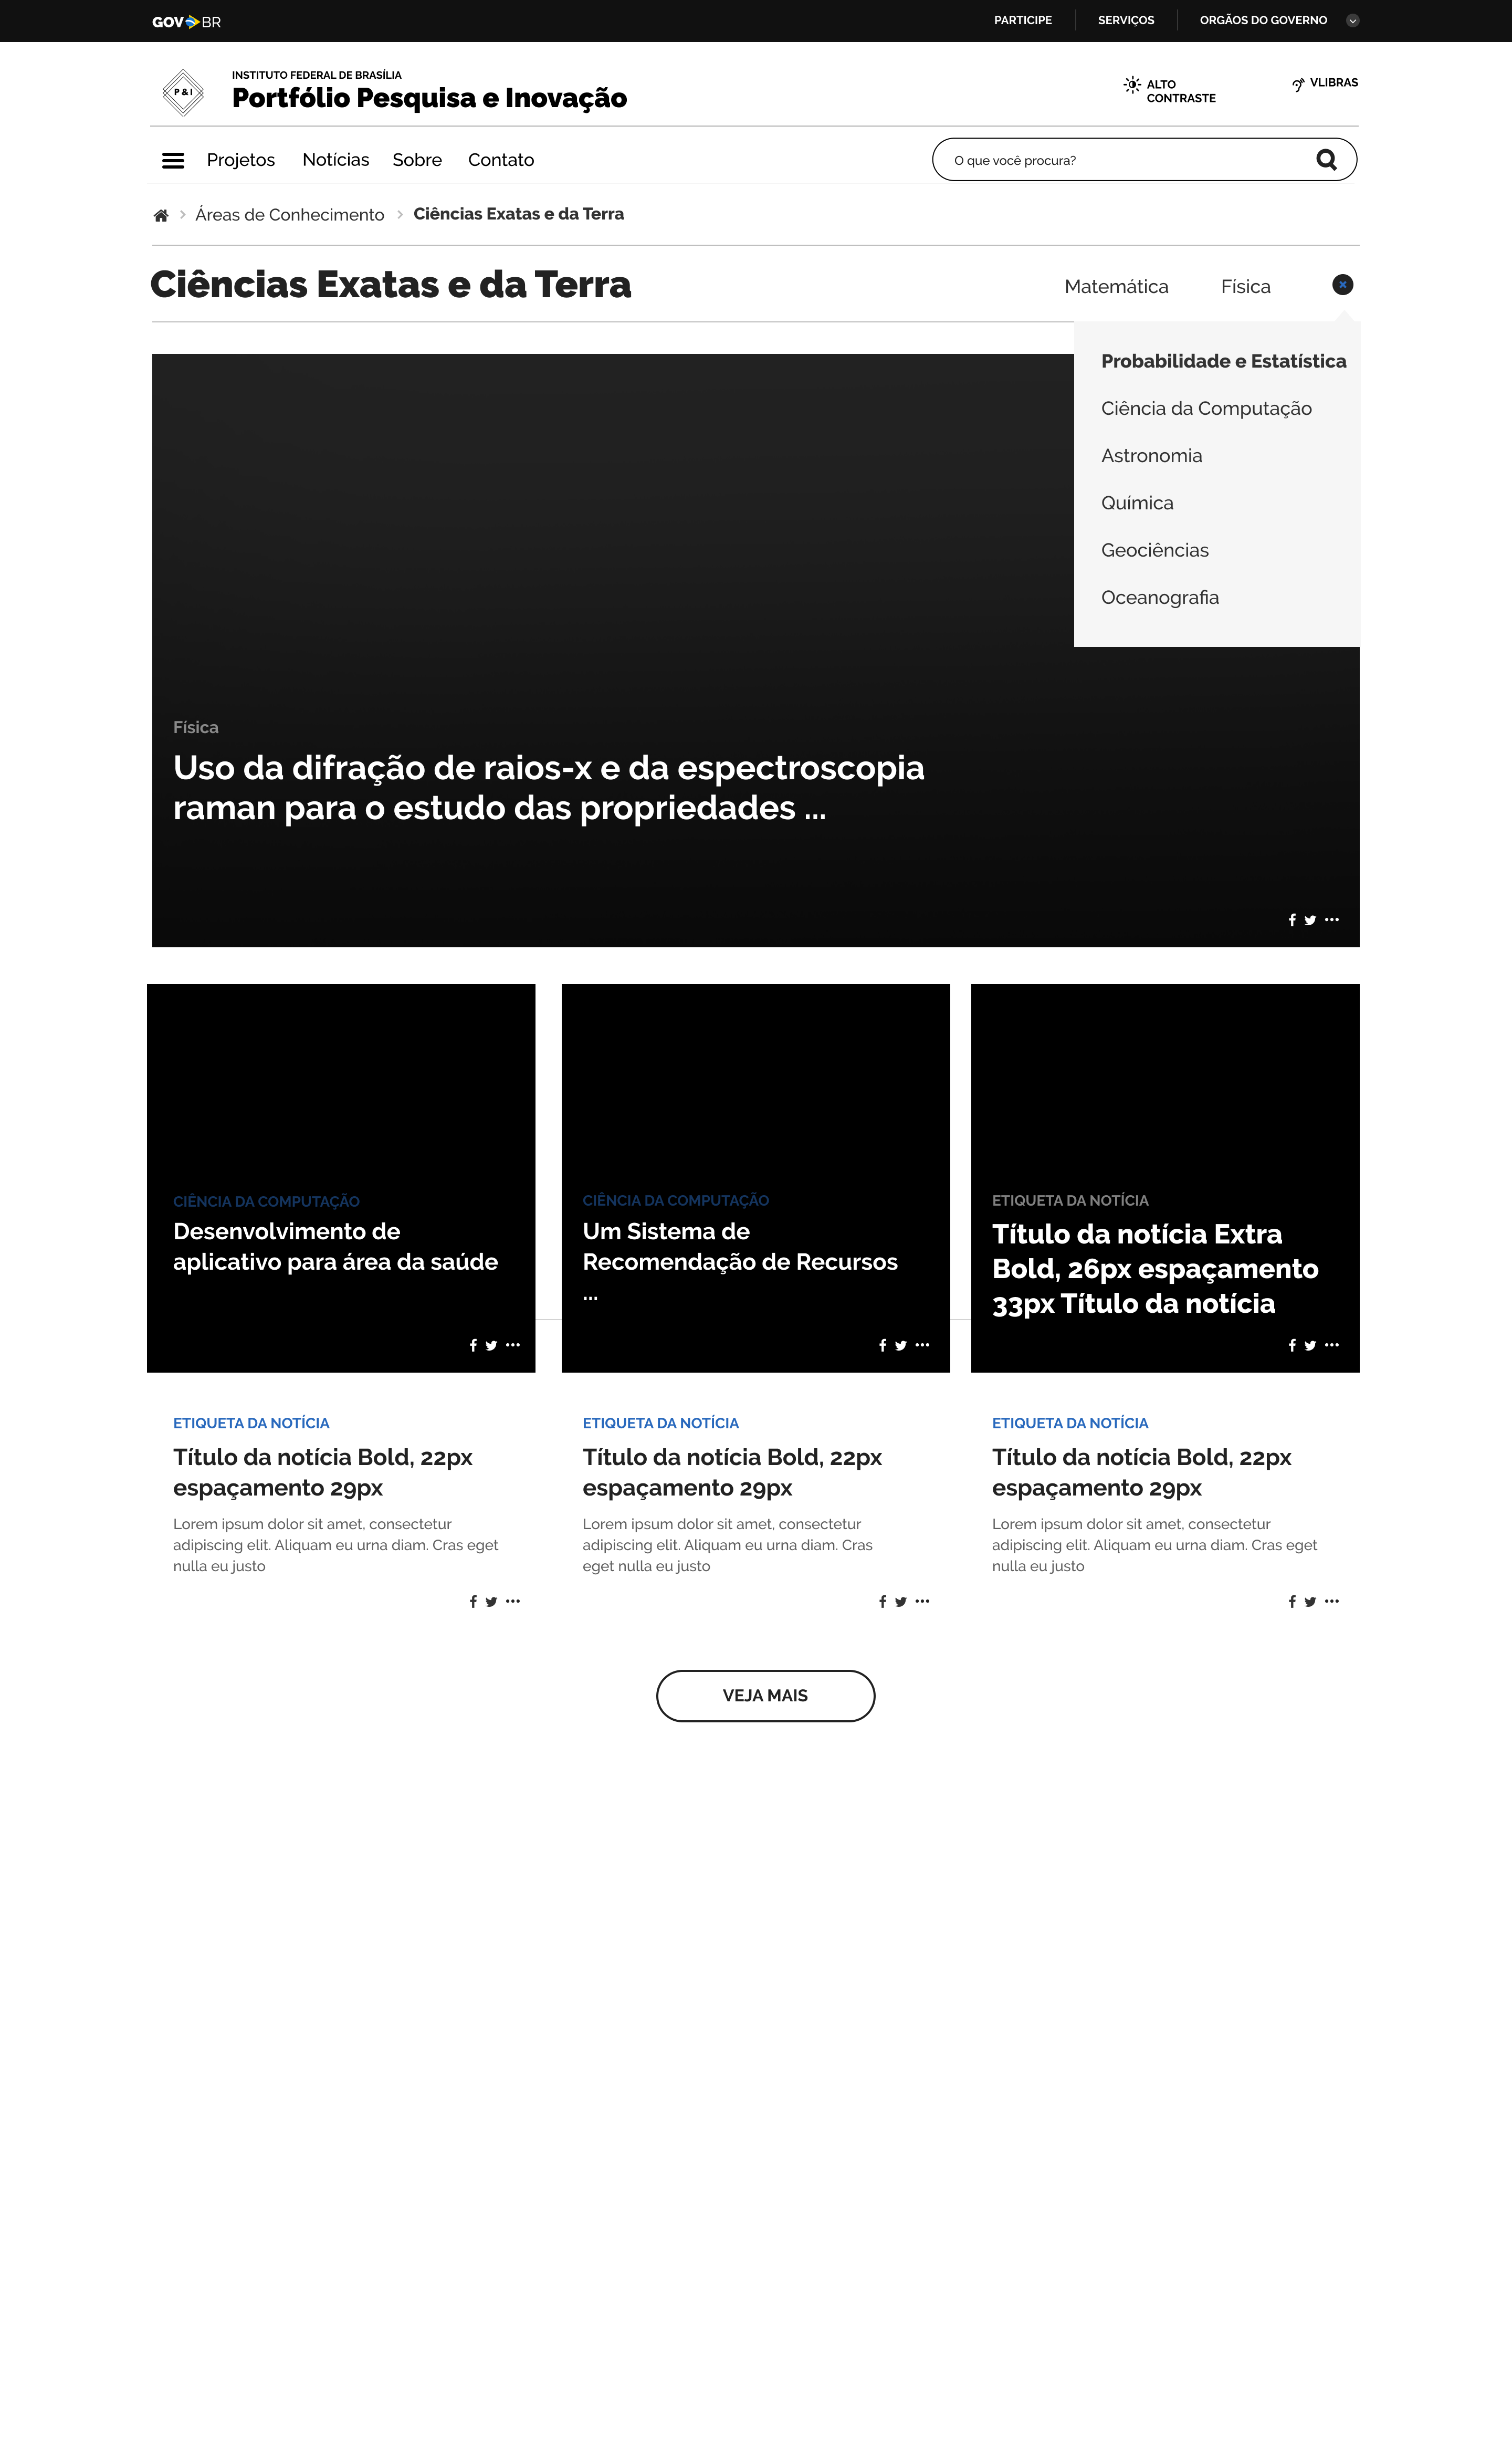 GOV BR
PARTICIPE
SERVIÇOS
ORGÃOS DO GOVERNO
P & I
INSTITUTO FEDERAL DE BRASÍLIA
Portfólio Pesquisa e Inovação
ALTO
CONTRASTE
VLIBRAS
Projetos
Notícias
Sobre
Contato
O que você procura?
Áreas de Conhecimento
Ciências Exatas e da Terra
Ciências Exatas e da Terra
Matemática
Física
Probabilidade e Estatística
Ciência da Computação
Astronomia
Química
Geociências
Oceanografia
Física
Uso da difração de raios-x e da espectroscopia
raman para o estudo das propriedades ...
CIÊNCIA DA COMPUTAÇÃO
Desenvolvimento de
aplicativo para área da saúde
CIÊNCIA DA COMPUTAÇÃO
Um Sistema de
Recomendação de Recursos
...
ETIQUETA DA NOTÍCIA
Título da notícia Extra
Bold, 26px espaçamento
33px Título da notícia
ETIQUETA DA NOTÍCIA
Título da notícia Bold, 22px
espaçamento 29px
Lorem ipsum dolor sit amet, consectetur
adipiscing elit. Aliquam eu urna diam. Cras eget
nulla eu justo
ETIQUETA DA NOTÍCIA
Título da notícia Bold, 22px
espaçamento 29px
Lorem ipsum dolor sit amet, consectetur
adipiscing elit. Aliquam eu urna diam. Cras
eget nulla eu justo
ETIQUETA DA NOTÍCIA
Título da notícia Bold, 22px
espaçamento 29px
Lorem ipsum dolor sit amet, consectetur
adipiscing elit. Aliquam eu urna diam. Cras eget
nulla eu justo
VEJA MAIS